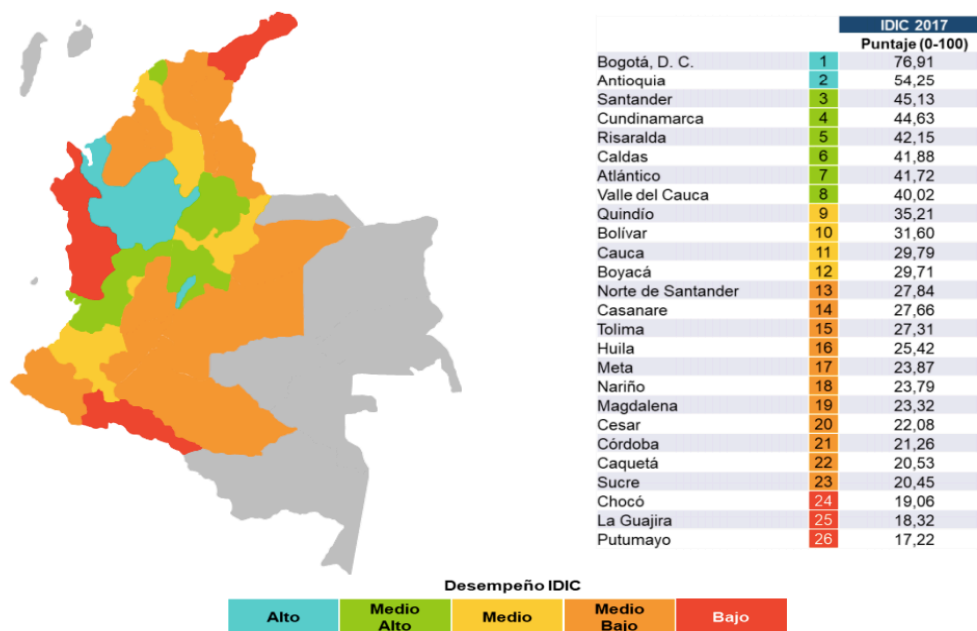 IDIC 2017
Puntaje (0-100)
Bogotá, D. C. 1 76,91
Antioquia 2 54,25
Santander 3 45,13
Cundinamarca 4 44,63
Risaralda 5 42,15
Caldas 6 41,88
Atlántico 7 41,72
Valle del Cauca 8 40,02
Quindío 9 35,21
Bolívar 10 31,60
Cauca 11 29,79
Boyacá 12 29,71
Norte de Santander 13 27,84
Casanare 14 27,66
Tolima 15 27,31
Huila 16 25,42
Meta 17 23,87
Nariño 18 23,79
Magdalena 19 23,32
Cesar 20 22,08
Córdoba 21 21,26
Caquetá 22 20,53
Sucre 23 20,45
Chocó 24 19,06
La Guajira 25 18,32
Putumayo 26 17,22
Desempeño IDIC
Alto Medio Alto Medio Medio Bajo Bajo